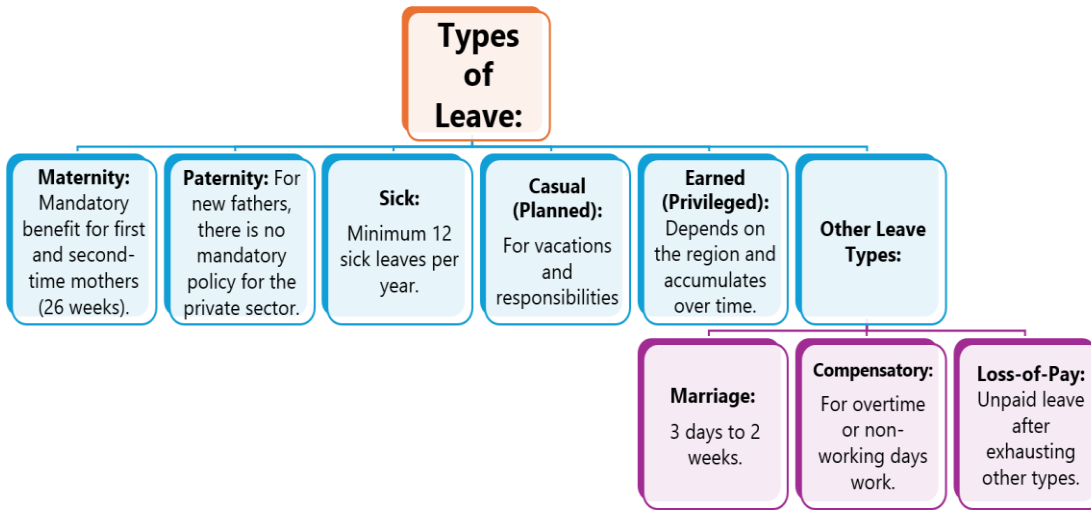 Types
of
Leave:
Maternity:
Mandatory
benefit for first
and second-
time mothers
(26 weeks).
Paternity: For
new fathers,
there is no
mandatory
policy for the
private sector.
Sick:
Minimum 12
sick leaves per
year.
Casual
(Planned):
For vacations
and
responsibilities
Earned
(Privileged):
Depends on
the region and
accumulates
over time.
Other Leave
Types:
Marriage:
3 days to 2
weeks.
Compensatory:
For overtime
or non-
working days
work.
Loss-of-Pay:
Unpaid leave
after
exhausting
other types.